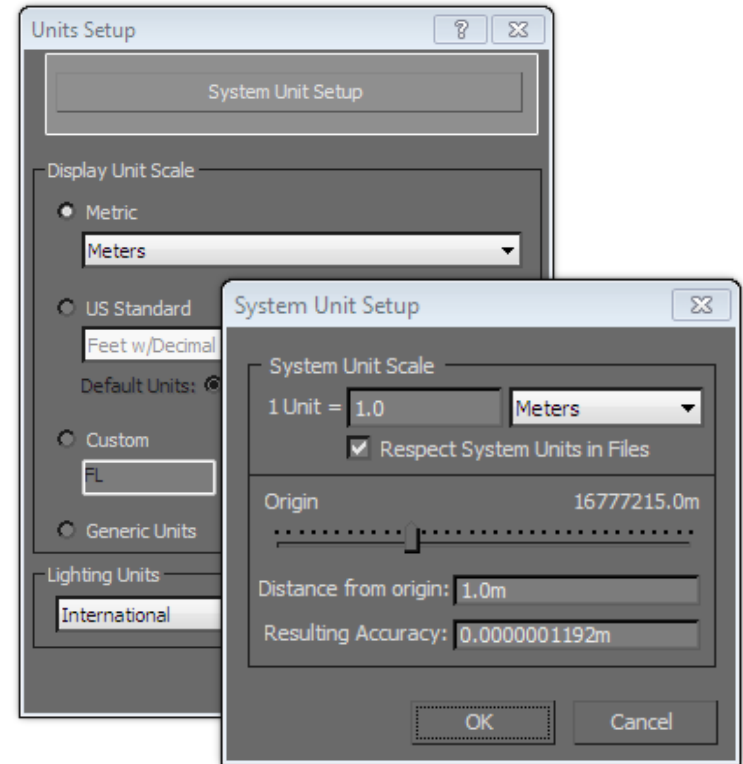 Units Setup
System Unit Setup
Display Unit Scale
Metric
Meters
US Standard
Feet w/Decimal
Default Units:
Custom
FL
Generic Units
Lighting Units
International
System Unit Setup
System Unit Scale
1 Unit = 1.0 Meters
Respect System Units in Files
Origin 16777215.0m
Distance from origin: 1.0m
Resulting Accuracy: 0.0000001192m
OK Cancel